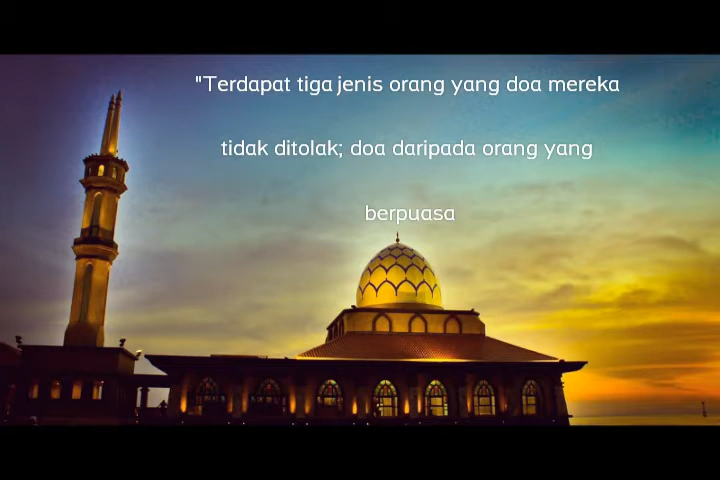 "Terdapat tiga jenis orang yang doa mereka
tidak ditolak; doa daripada orang yang
berpuasa